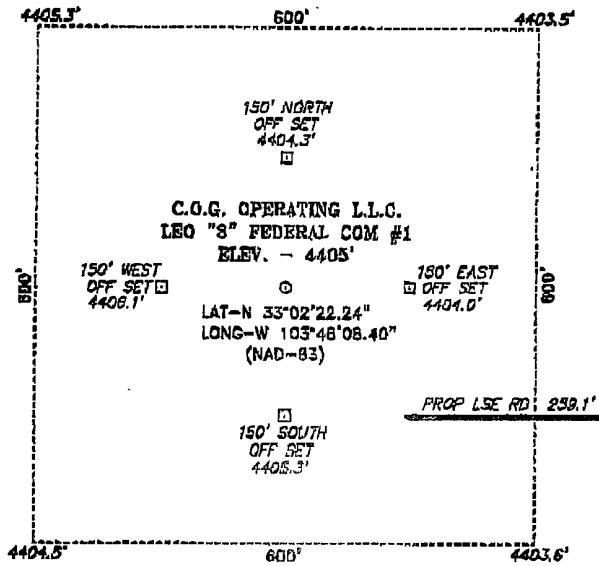 4405.3'
600'
4403.5'
150' NORTH
OFF SET
4404.3'
C.O.G. OPERATING L.L.C.
LEO "3" FEDERAL COM #1
ELEV. - 4405'
150' WEST
OFF SET
4406.1'
150' EAST
OFF SET
4404.0'
600'
600'
LAT-N 33°02'22.24"
LONG-W 103°46'08.40"
(NAD-83)
PROP LSE RD 259.1'
150' SOUTH
OFF SET
4405.3'
4404.5'
600'
4403.6'